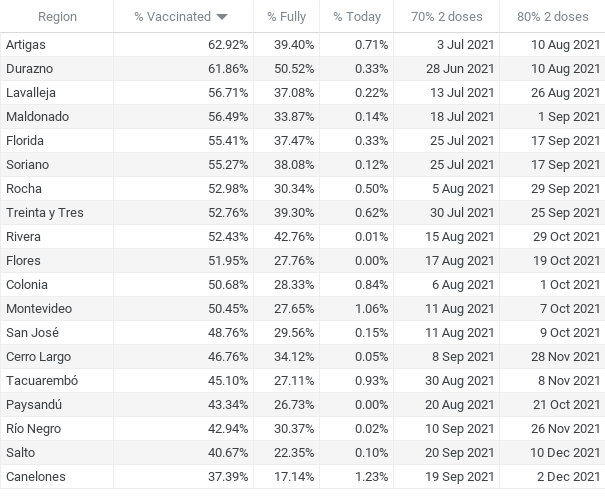 Region % Vaccinated % Fully % Today 70% 2 doses 80% 2 doses
Artigas 62.92% 39.40% 0.71% 3 Jul 2021 10 Aug 2021
Durazno 61.86% 50.52% 0.33% 28 Jun 2021 10 Aug 2021
Lavalleja 56.71% 37.08% 0.22% 13 Jul 2021 26 Aug 2021
Maldonado 56.49% 33.87% 0.14% 18 Jul 2021 1 Sep 2021
Florida 55.41% 37.47% 0.33% 25 Jul 2021 17 Sep 2021
Soriano 55.27% 38.08% 0.12% 25 Jul 2021 17 Sep 2021
Rocha 52.98% 30.34% 0.50% 5 Aug 2021 29 Sep 2021
Treinta y Tres 52.76% 39.30% 0.62% 30 Jul 2021 25 Sep 2021
Rivera 52.43% 42.76% 0.01% 15 Aug 2021 29 Oct 2021
Flores 51.95% 27.76% 0.00% 17 Aug 2021 19 Oct 2021
Colonia 50.68% 28.33% 0.84% 6 Aug 2021 1 Oct 2021
Montevideo 50.45% 27.65% 1.06% 11 Aug 2021 7 Oct 2021
San José 48.76% 29.56% 0.15% 11 Aug 2021 9 Oct 2021
Cerro Largo 46.76% 34.12% 0.05% 8 Sep 2021 28 Nov 2021
Tacuarembó 45.10% 27.11% 0.93% 30 Aug 2021 8 Nov 2021
Paysandú 43.34% 26.73% 0.00% 20 Aug 2021 21 Oct 2021
Río Negro 42.94% 30.37% 0.02% 10 Sep 2021 26 Nov 2021
Salto 40.67% 22.35% 0.10% 20 Sep 2021 10 Dec 2021
Canelones 37.39% 17.14% 1.23% 19 Sep 2021 2 Dec 2021